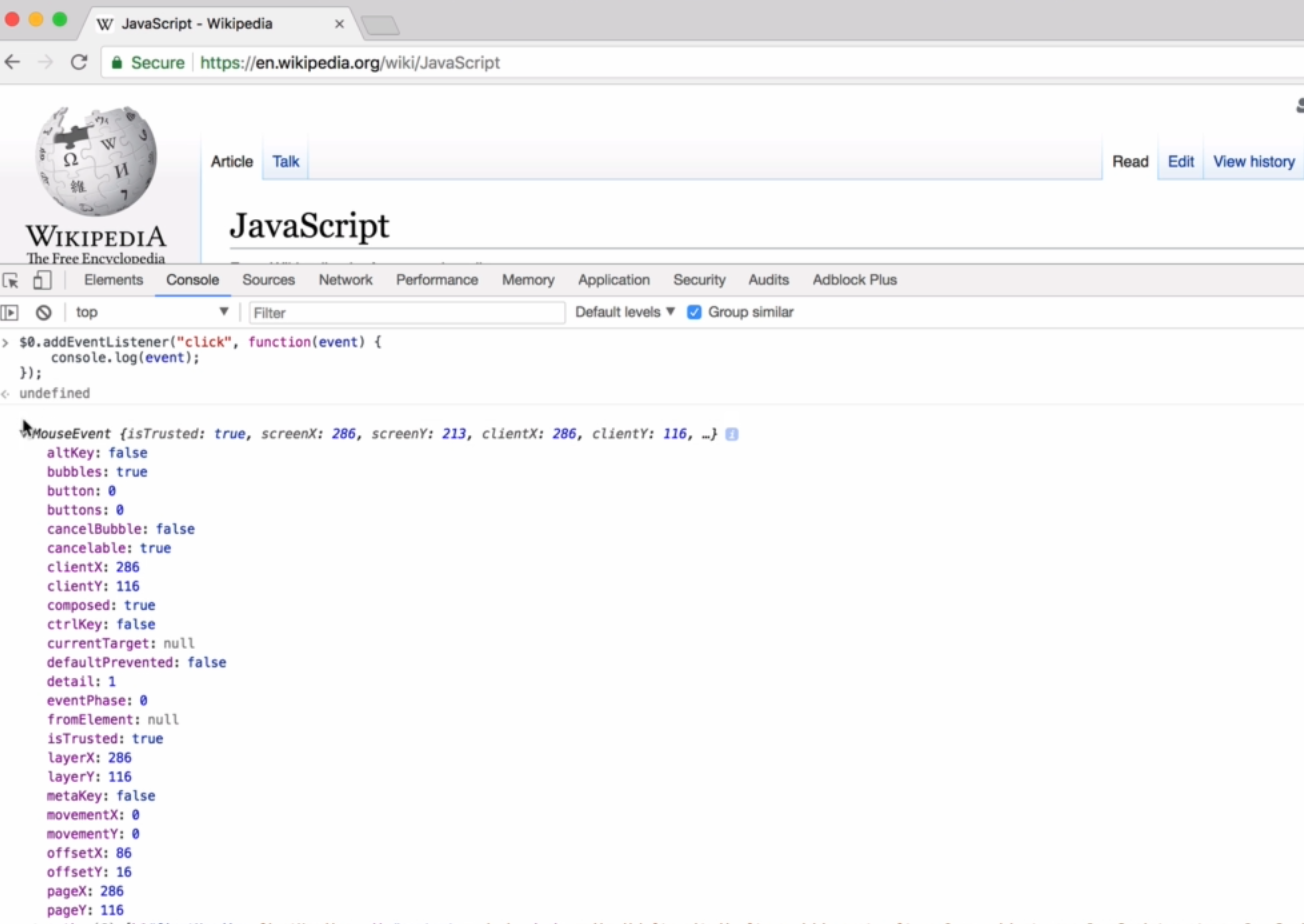 JavaScript - Wikipedia
Secure https://en.wikipedia.org/wiki/JavaScript
Ω W И 維 7
Article Talk Read Edit View history
JavaScript
WIKIPEDIA
The Free Encyclopedia
Elements Console Sources Network Performance Memory Application Security Audits Adblock Plus
top Filter Default levels Group similar
$0.addEventListener("click", function(event) {
console.log(event);
});
undefined
MouseEvent {isTrusted: true, screenX: 286, screenY: 213, clientX: 286, clientY: 116, …}
altKey: false
bubbles: true
button: 0
buttons: 0
cancelBubble: false
cancelable: true
clientX: 286
clientY: 116
composed: true
ctrlKey: false
currentTarget: null
defaultPrevented: false
detail: 1
eventPhase: 0
fromElement: null
isTrusted: true
layerX: 286
layerY: 116
metaKey: false
movementX: 0
movementY: 0
offsetX: 86
offsetY: 16
pageX: 286
pageY: 116